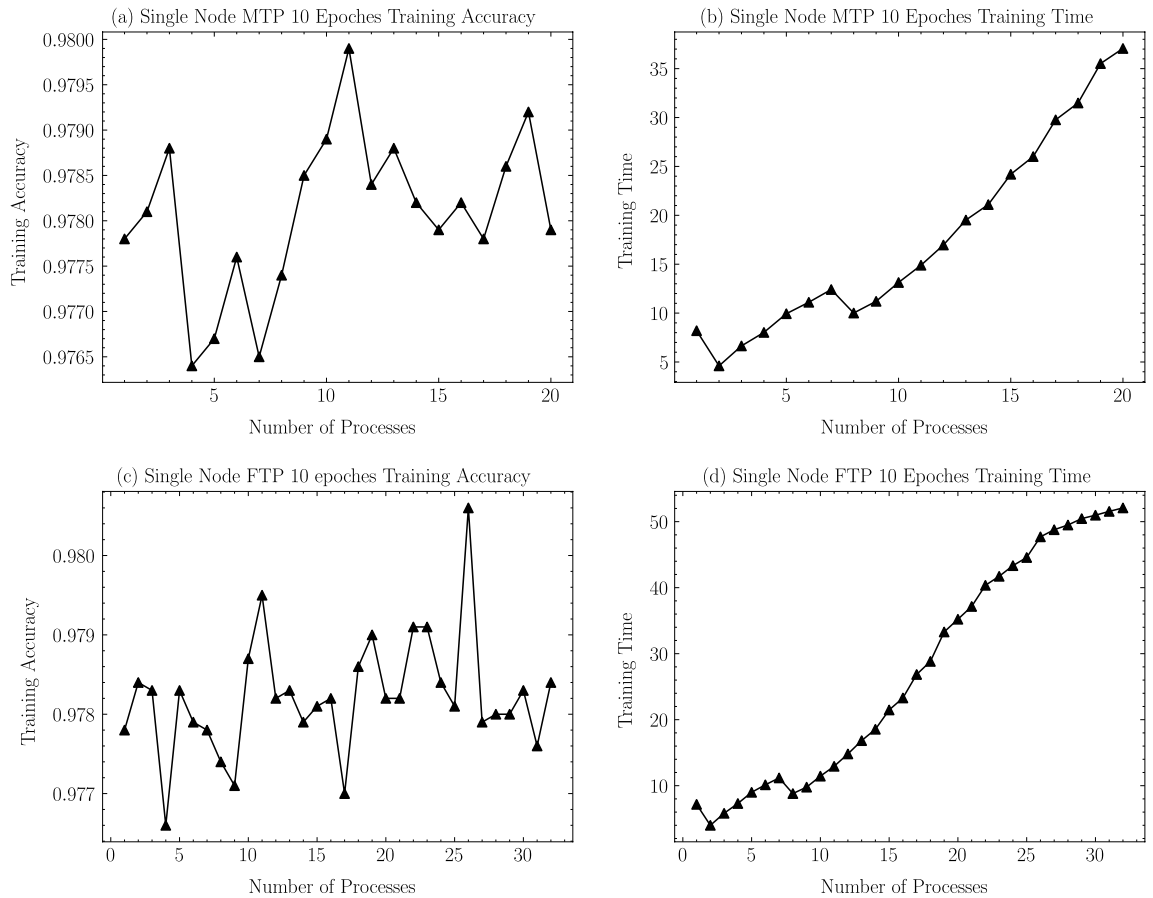 (a) Single Node MTP 10 Epoches Training Accuracy
0.9800
0.9795
0.9790
0.9785
0.9780
0.9775
0.9770
0.9765
Training Accuracy
5 10 15 20
Number of Processes
(b) Single Node MTP 10 Epoches Training Time
35
30
25
20
15
10
5
Training Time
5 10 15 20
Number of Processes
(c) Single Node FTP 10 epoches Training Accuracy
0.980
0.979
0.978
0.977
Training Accuracy
0 5 10 15 20 25 30
Number of Processes
(d) Single Node FTP 10 Epoches Training Time
50
40
30
20
10
Training Time
0 5 10 15 20 25 30
Number of Processes